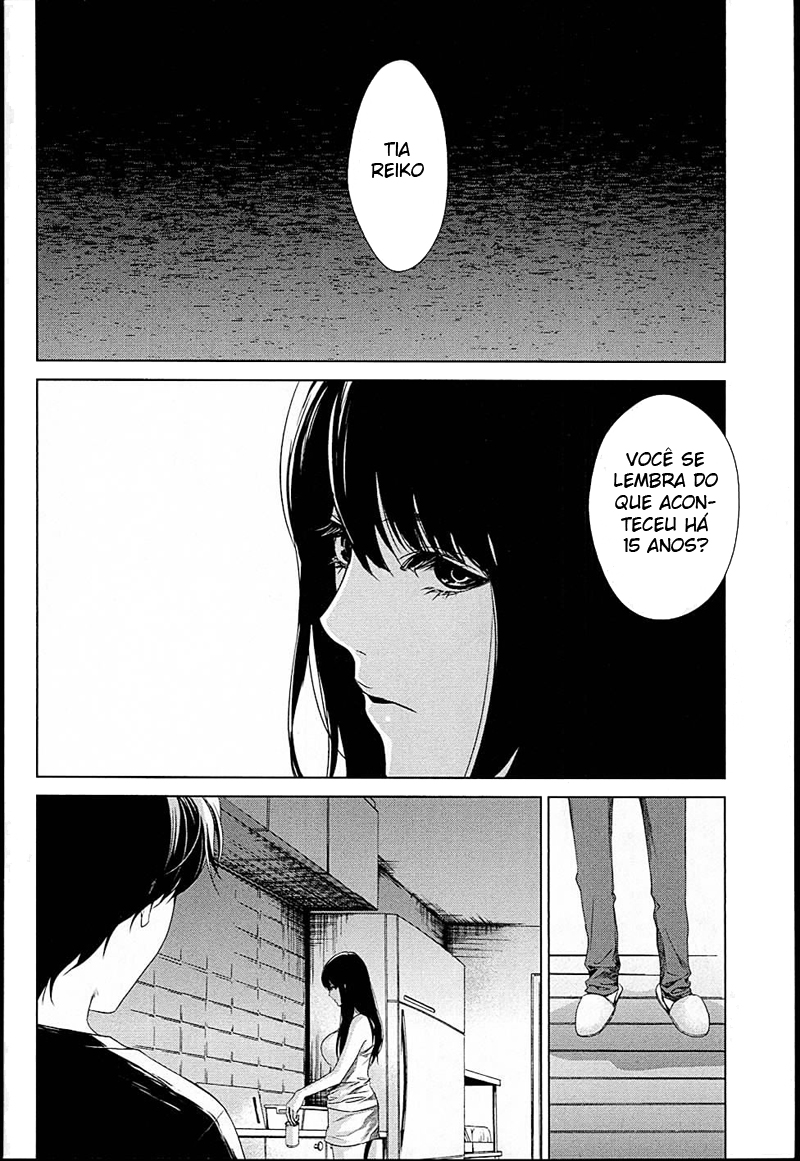 TIA
REIKO
VOCÊ SE
LEMBRA DO
QUE ACON-
TECEU HÁ
15 ANOS?